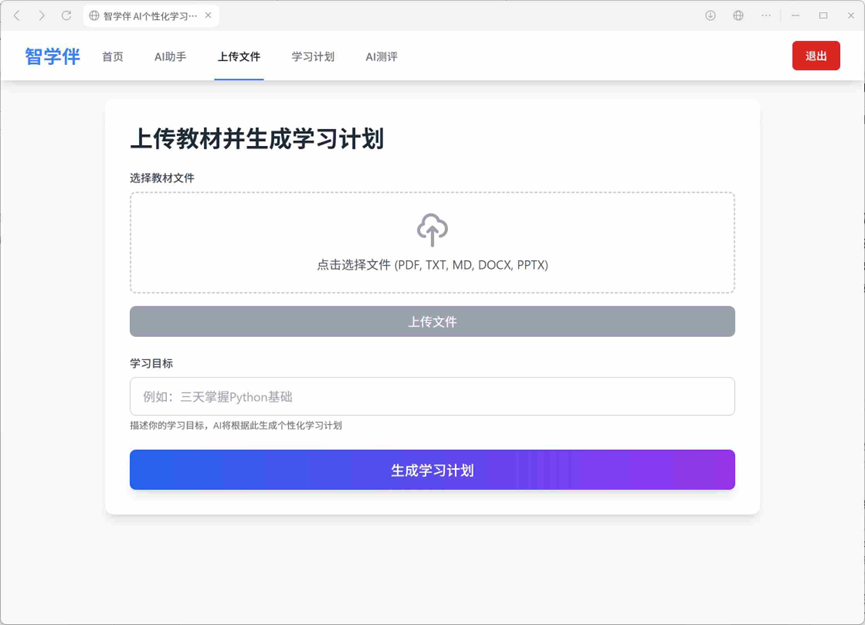 智学伴 AI个性化学习…
智学伴
首页
AI助手
上传文件
学习计划
AI测评
退出
上传教材并生成学习计划
选择教材文件
点击选择文件 (PDF, TXT, MD, DOCX, PPTX)
上传文件
学习目标
例如：三天掌握Python基础
描述你的学习目标，AI将根据此生成个性化学习计划
生成学习计划